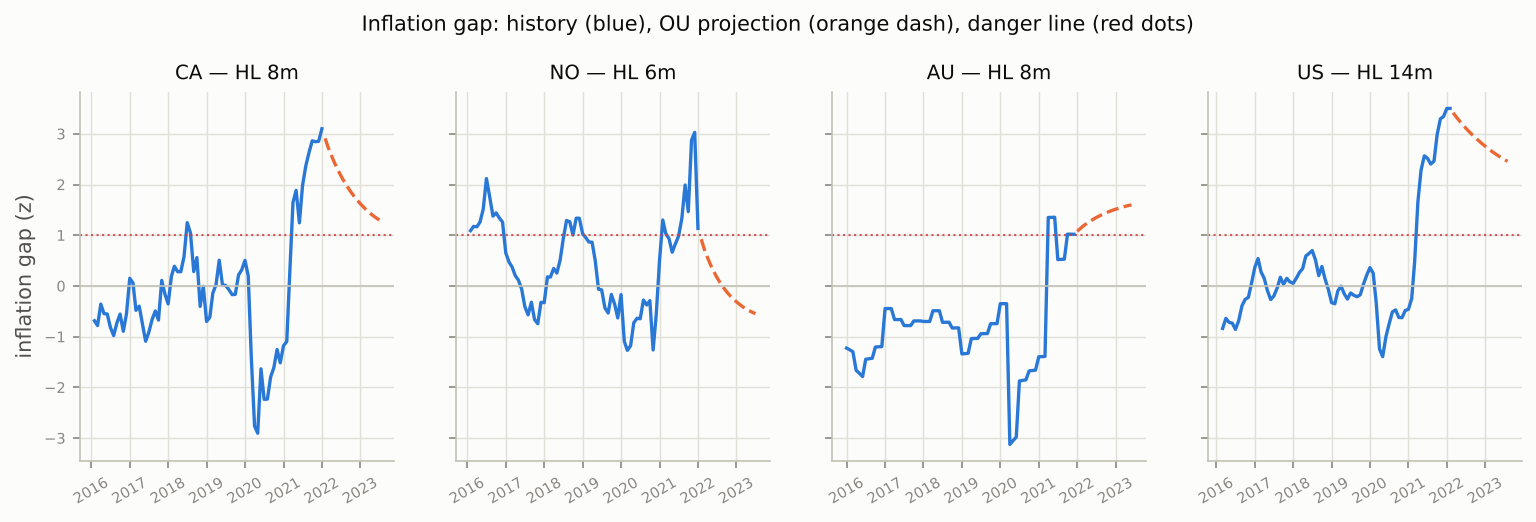 Inflation gap: history (blue), OU projection (orange dash), danger line (red dots)
CA — HL 8m
NO — HL 6m
AU — HL 8m
US — HL 14m
inflation gap (z)
3
2
1
0
−1
−2
−3
2016 2017 2018 2019 2020 2021 2022 2023
2016 2017 2018 2019 2020 2021 2022 2023
2016 2017 2018 2019 2020 2021 2022 2023
2016 2017 2018 2019 2020 2021 2022 2023